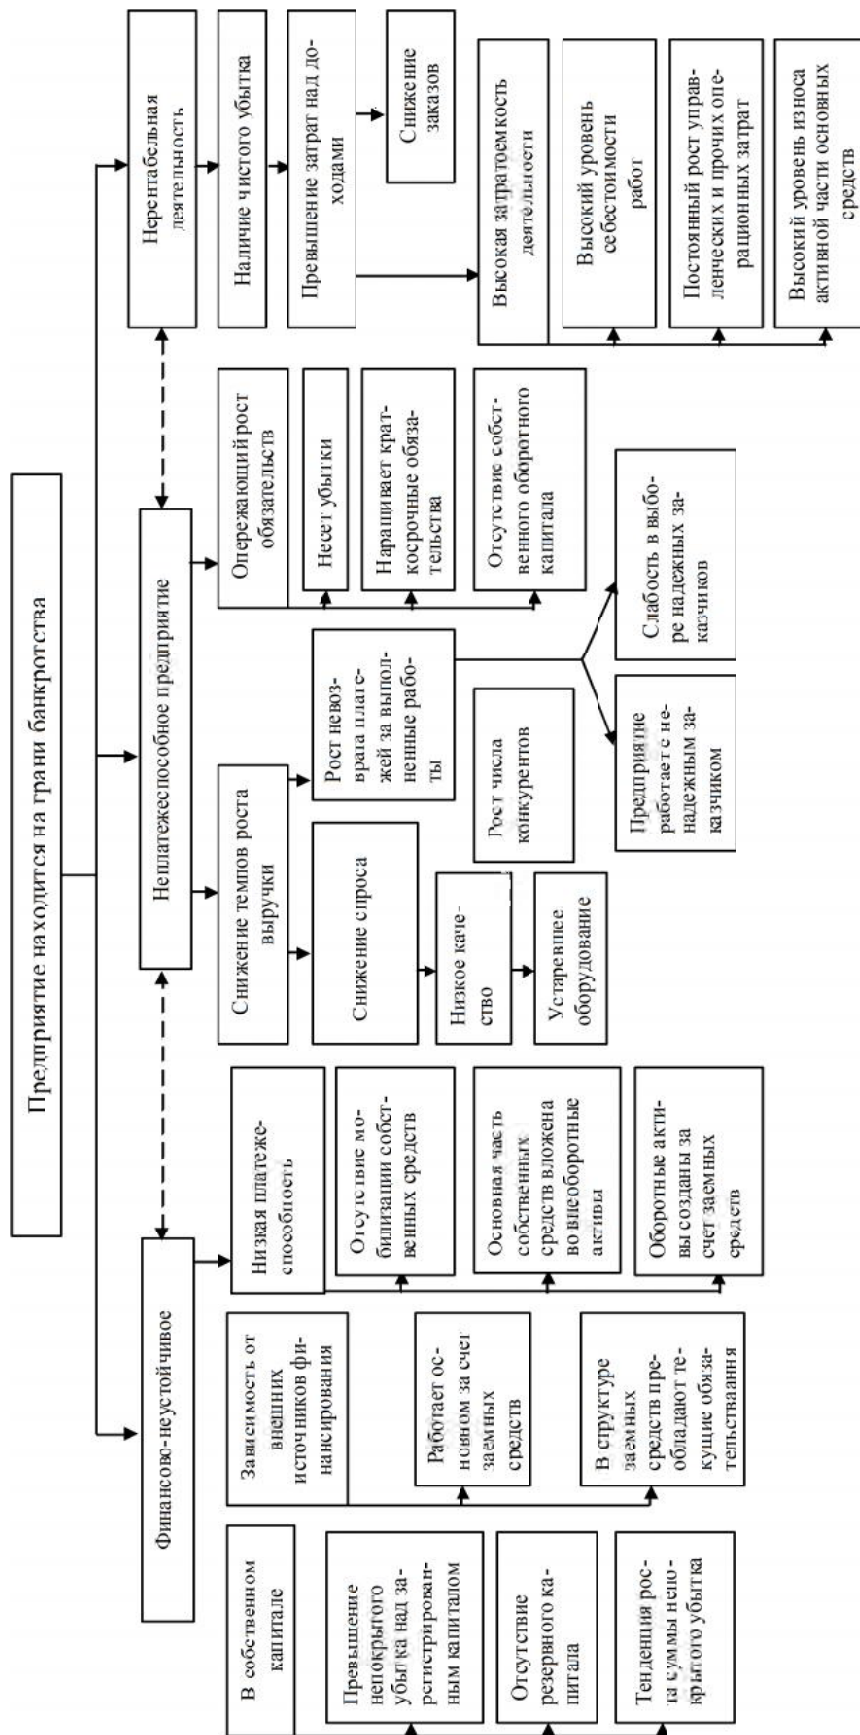 Предприятие находится на грани банкротства
Финансово-неустойчивое
Неплатежеспособное предприятие
Нерентабельная
деятельность
В собственном
капитале
Превышение
непокрытого
убытка над за-
регистрирован-
ным капиталом
Отсутствие
резервного ка-
питала
Тенденция рос-
та суммы непо-
крытого убытка
Зависимость от
внешних
источников фи-
нансирования
Работает ос-
новном за счет
заемных
средств
В структуре
заемных
средств пре-
обладают те-
кущие обяза-
тельстваания
Низкая платеже-
способность
Отсутствие мо-
билизации собст-
венных средств
Основная часть
собственных
средств вложена
во внеоборотные
активы
Оборотные акти-
вы созданы за
счет заемных
средств
Снижение темпов роста
выручки
Снижение спроса
Низкое каче-
ство
Устаревшее
оборудование
Рост невоз-
врата плате-
жей за выпол-
ненные рабо-
ты
Рост числа
конкурентов
Предприятие
работает с не-
надежным за-
казчиком
Слабость в выбо-
ре надежных за-
казчиков
Опережающий рост
обязательств
Несет убытки
Наращивает крат-
косрочные обяза-
тельства
Отсутствие собст-
венного оборотного
капитала
Наличие чистого убытка
Превышение затрат над до-
ходами
Снижение
заказов
Высокая затратоемкость
деятельности
Высокий уровень
себестоимости
работ
Постоянный рост управ-
ленческих и прочих опе-
рационных затрат
Высокий уровень износа
активной части основных
средств